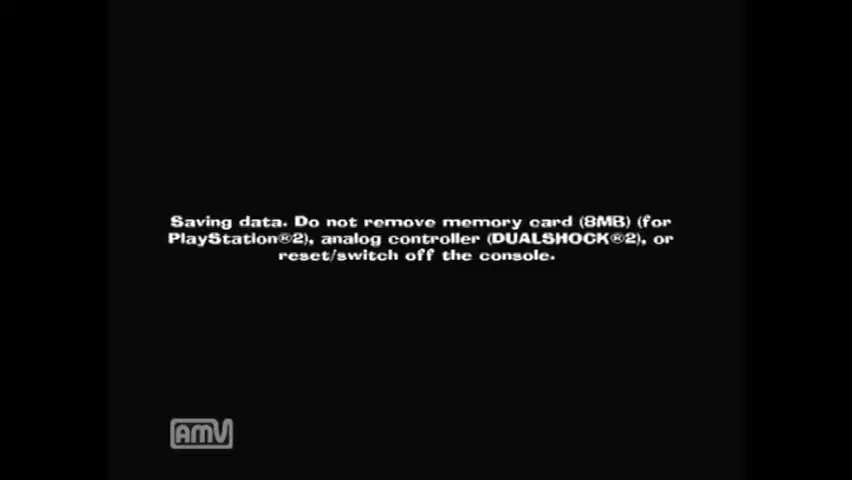 Saving data. Do not remove memory card (8MB) (for
PlayStation®2), analog controller (DUALSHOCK®2), or
reset/switch off the console.
AMV